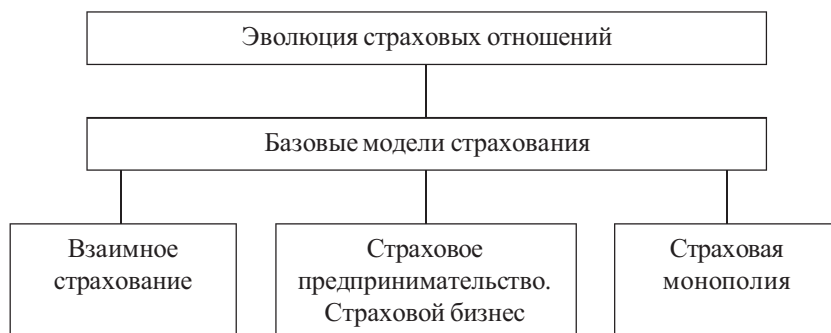 Эволюция страховых отношений
Базовые модели страхования
Взаимное
страхование
Страховое
предпринимательство.
Страховой бизнес
Страховая
монополия